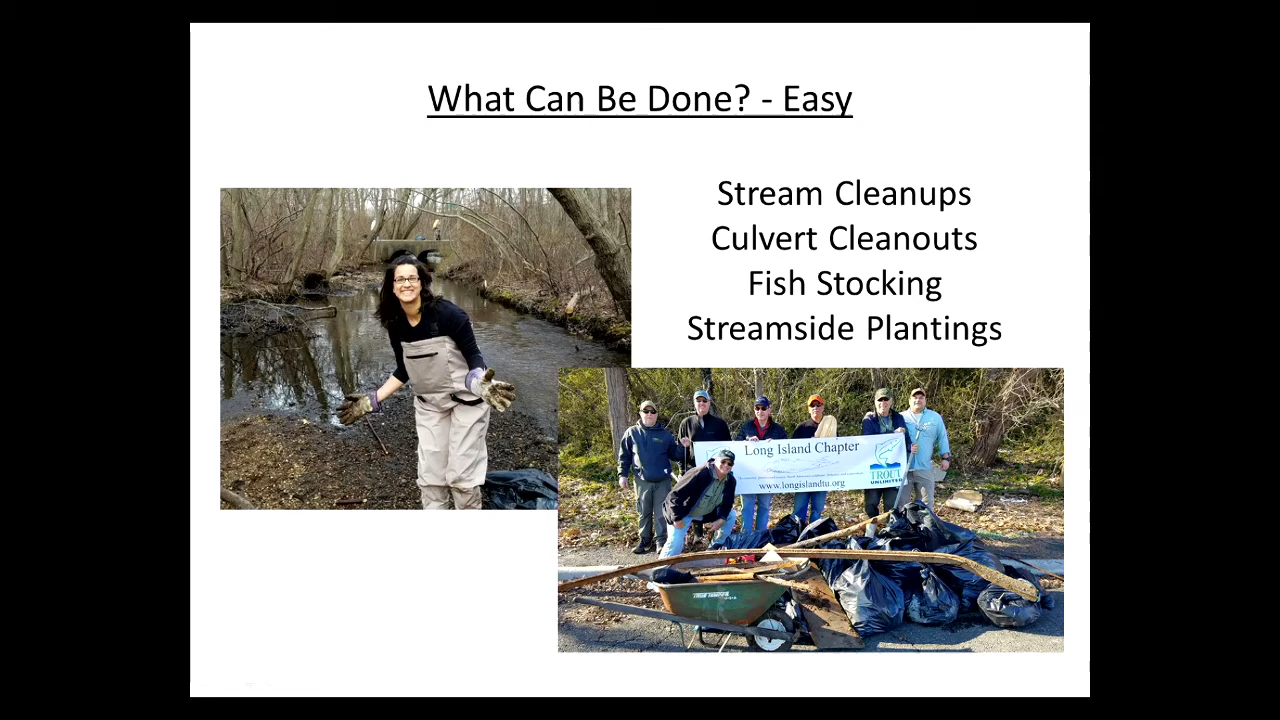 What Can Be Done? - Easy
Stream Cleanups
Culvert Cleanouts
Fish Stocking
Streamside Plantings
Long Island Chapter
www.longislandtu.org
TROUT
UNLIMITED